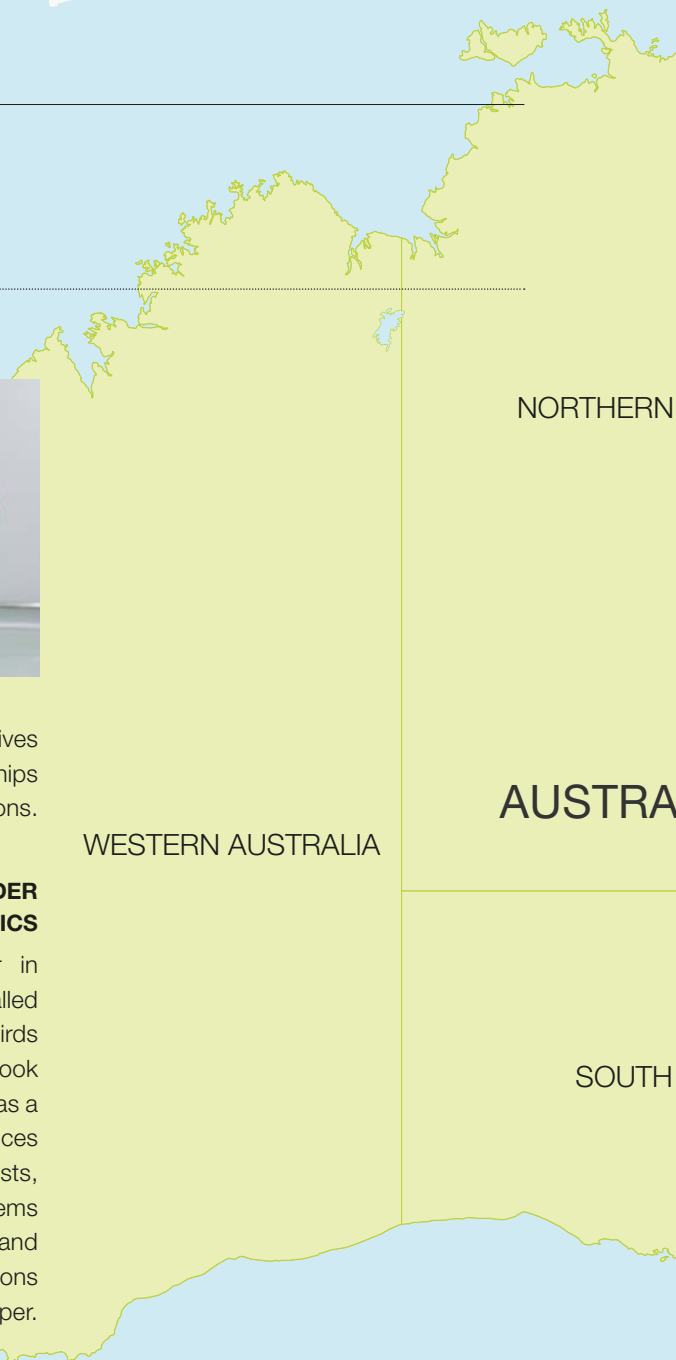 NORTHERN
AUSTRA
WESTERN AUSTRALIA
SOUTH
ives
hips
ons.
DER
ICS
in
lled
irds
ook
as a
ces
sts,
ems
and
ons
per.